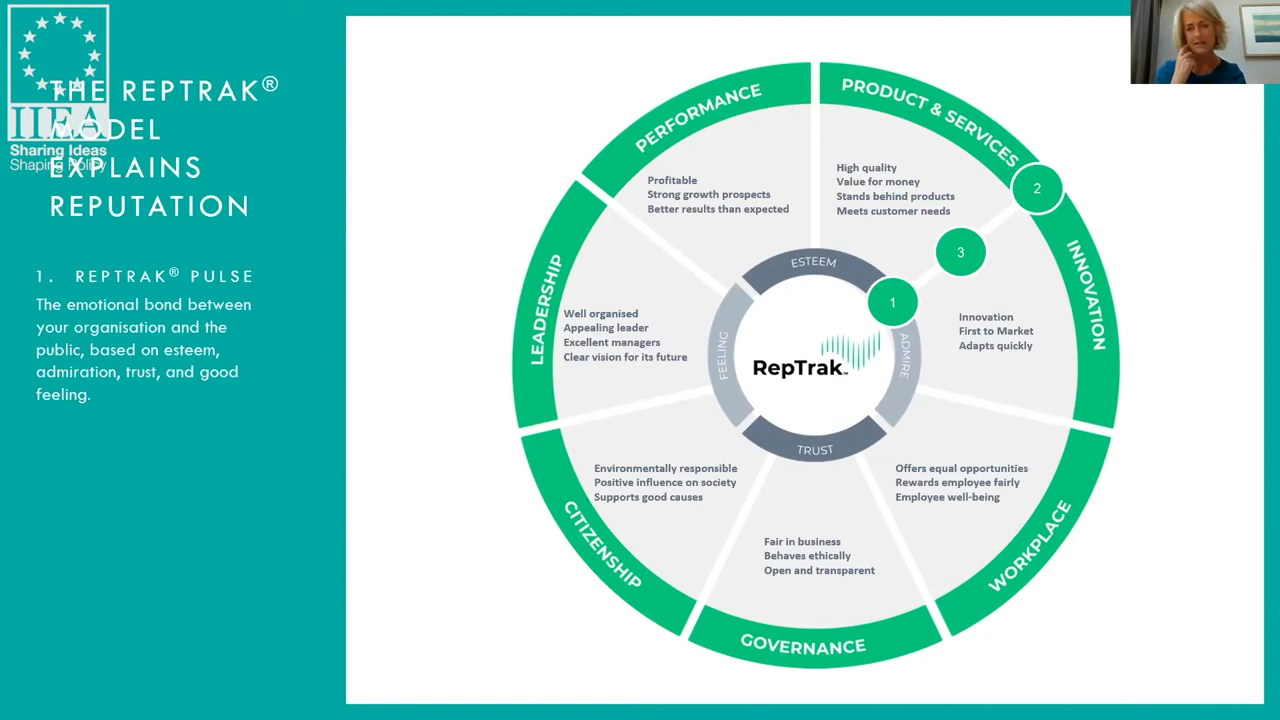 IIEA
Sharing Ideas
Shaping Policy
THE REPTRAK®
MODEL
EXPLAINS
REPUTATION
1. REPTRAK® PULSE
The emotional bond between
your organisation and the
public, based on esteem,
admiration, trust, and good
feeling.
PERFORMANCE
Profitable
Strong growth prospects
Better results than expected
PRODUCT & SERVICES
High quality
Value for money
Stands behind products
Meets customer needs
2
3
1
INNOVATION
Innovation
First to Market
Adapts quickly
LEADERSHIP
Well organised
Appealing leader
Excellent managers
Clear vision for its future
ESTEEM
FEELING
ADMIRE
TRUST
RepTrak™
CITIZENSHIP
Environmentally responsible
Positive influence on society
Supports good causes
WORKPLACE
Offers equal opportunities
Rewards employee fairly
Employee well-being
GOVERNANCE
Fair in business
Behaves ethically
Open and transparent